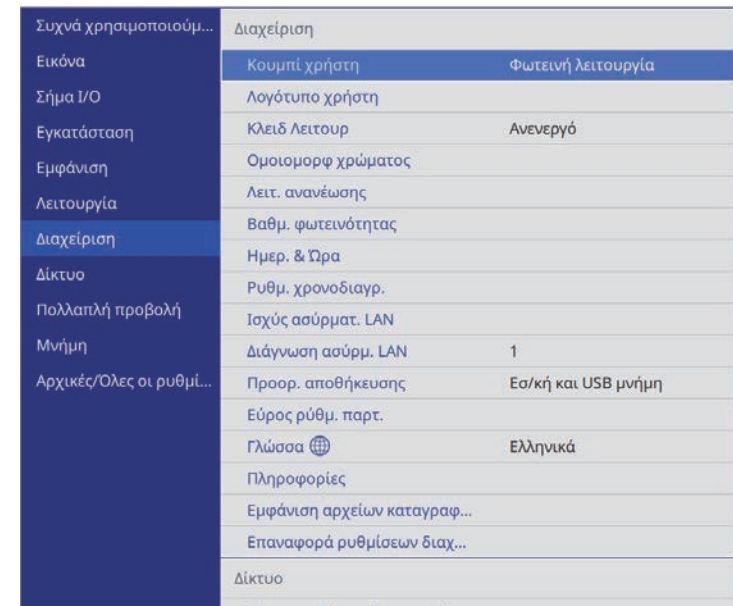 Συχνά χρησιμοποιούμ...
Εικόνα
Σήμα I/O
Εγκατάσταση
Εμφάνιση
Λειτουργία
Διαχείριση
Δίκτυο
Πολλαπλή προβολή
Μνήμη
Αρχικές/Όλες οι ρυθμί...
Διαχείριση
Κουμπί χρήστη Φωτεινή λειτουργία
Λογότυπο χρήστη
Κλειδ Λειτουρ Ανενεργό
Ομοιομορφ χρώματος
Λειτ. ανανέωσης
Βαθμ. φωτεινότητας
Ημερ. & Ώρα
Ρυθμ. χρονοδιαγρ.
Ισχύς ασύρματ. LAN
Διάγνωση ασύρμ. LAN 1
Προορ. αποθήκευσης Εσ/κή και USB μνήμη
Εύρος ρύθμ. παρτ.
Γλώσσα Ελληνικά
Πληροφορίες
Εμφάνιση αρχείων καταγραφ...
Επαναφορά ρυθμίσεων διαχ...
Δίκτυο